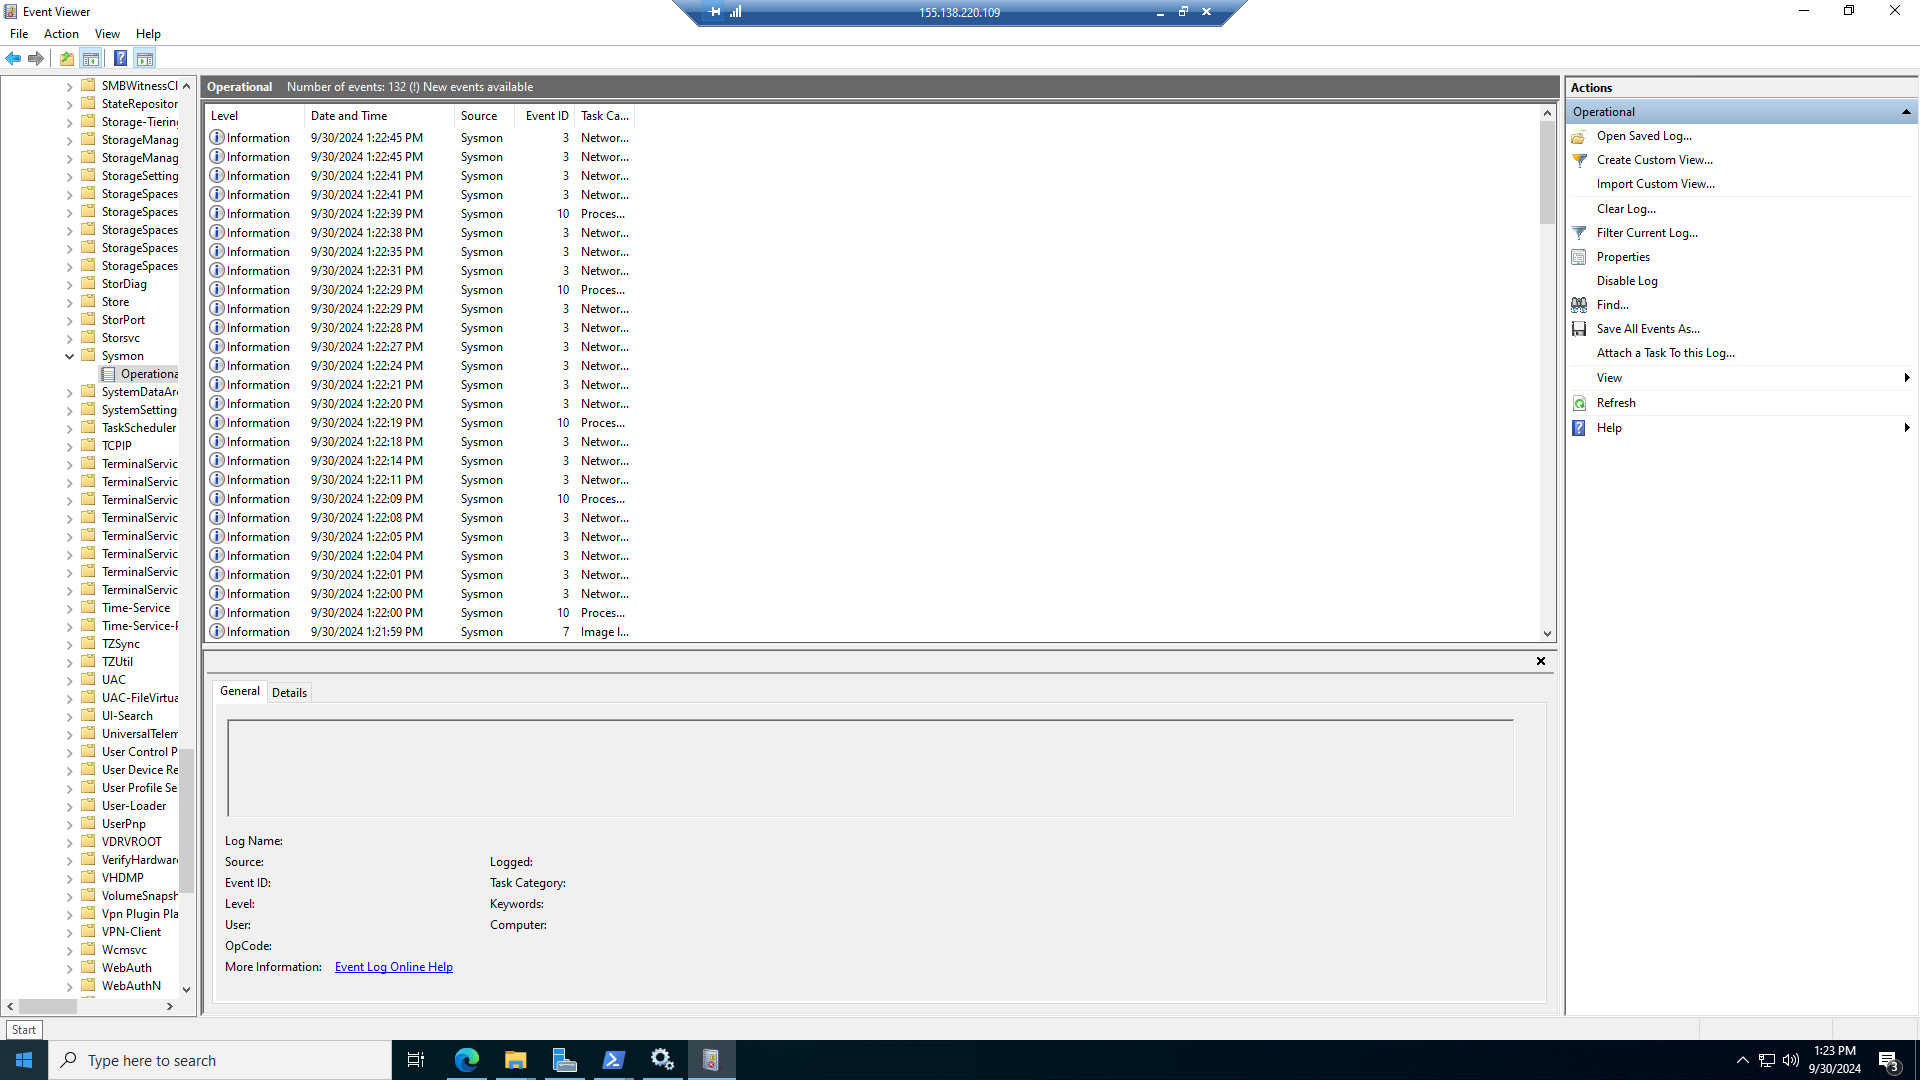 Event Viewer
155.138.220.109
File Action View Help
SMBWitnessCl
StateRepositor
Storage-Tiering
StorageManag
StorageManag
StorageSetting
StorageSpaces
StorageSpaces
StorageSpaces
StorageSpaces
StorageSpaces
StorDiag
Store
StorPort
Storsvc
Sysmon
Operationa
SystemDataAr
SystemSetting
TaskScheduler
TCPIP
TerminalServic
TerminalServic
TerminalServic
TerminalServic
TerminalServic
TerminalServic
TerminalServic
TerminalServic
Time-Service
Time-Service-P
TZSync
TZUtil
UAC
UAC-FileVirtua
UI-Search
UniversalTelem
User Control P
User Device Re
User Profile Se
User-Loader
UserPnp
VDRVROOT
VerifyHardware
VHDMP
VolumeSnapsh
Vpn Plugin Pla
VPN-Client
Wcmsvc
WebAuth
WebAuthN
Operational Number of events: 132 (!) New events available
Level Date and Time Source Event ID Task Ca...
Information 9/30/2024 1:22:45 PM Sysmon 3 Networ...
Information 9/30/2024 1:22:45 PM Sysmon 3 Networ...
Information 9/30/2024 1:22:41 PM Sysmon 3 Networ...
Information 9/30/2024 1:22:41 PM Sysmon 3 Networ...
Information 9/30/2024 1:22:39 PM Sysmon 10 Proces...
Information 9/30/2024 1:22:38 PM Sysmon 3 Networ...
Information 9/30/2024 1:22:35 PM Sysmon 3 Networ...
Information 9/30/2024 1:22:31 PM Sysmon 3 Networ...
Information 9/30/2024 1:22:29 PM Sysmon 10 Proces...
Information 9/30/2024 1:22:29 PM Sysmon 3 Networ...
Information 9/30/2024 1:22:28 PM Sysmon 3 Networ...
Information 9/30/2024 1:22:27 PM Sysmon 3 Networ...
Information 9/30/2024 1:22:24 PM Sysmon 3 Networ...
Information 9/30/2024 1:22:21 PM Sysmon 3 Networ...
Information 9/30/2024 1:22:20 PM Sysmon 3 Networ...
Information 9/30/2024 1:22:19 PM Sysmon 10 Proces...
Information 9/30/2024 1:22:18 PM Sysmon 3 Networ...
Information 9/30/2024 1:22:14 PM Sysmon 3 Networ...
Information 9/30/2024 1:22:11 PM Sysmon 3 Networ...
Information 9/30/2024 1:22:09 PM Sysmon 10 Proces...
Information 9/30/2024 1:22:08 PM Sysmon 3 Networ...
Information 9/30/2024 1:22:05 PM Sysmon 3 Networ...
Information 9/30/2024 1:22:04 PM Sysmon 3 Networ...
Information 9/30/2024 1:22:01 PM Sysmon 3 Networ...
Information 9/30/2024 1:22:00 PM Sysmon 3 Networ...
Information 9/30/2024 1:22:00 PM Sysmon 10 Proces...
Information 9/30/2024 1:21:59 PM Sysmon 7 Image l...
General Details
Log Name:
Source: Logged:
Event ID: Task Category:
Level: Keywords:
User: Computer:
OpCode:
More Information: Event Log Online Help
Actions
Operational
Open Saved Log...
Create Custom View...
Import Custom View...
Clear Log...
Filter Current Log...
Properties
Disable Log
Find...
Save All Events As...
Attach a Task To this Log...
View
Refresh
Help
Start
Type here to search
1:23 PM
9/30/2024
3